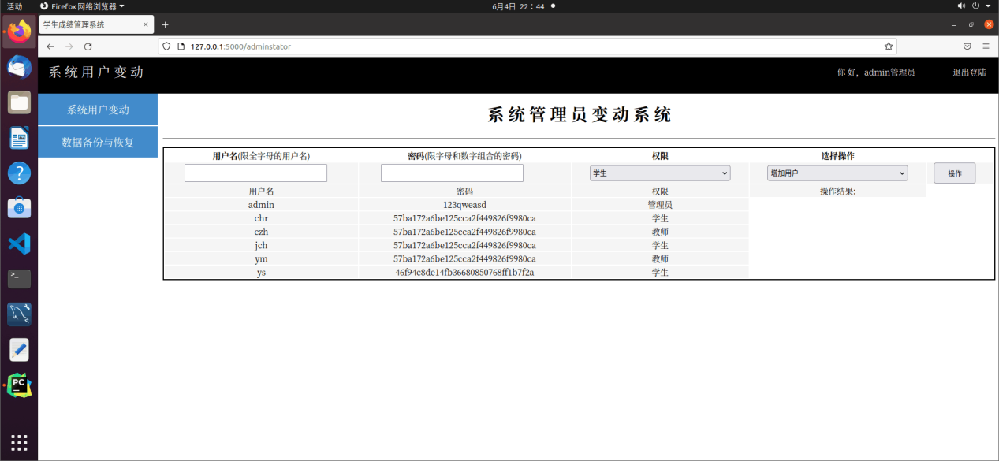 活动 Firefox 网络浏览器 6月4日 22：44
学生成绩管理系统
127.0.0.1:5000/adminstator
系统用户变动 你 好，admin管理员 退出登陆
系统用户变动
数据备份与恢复
系统管理员变动系统
用户名(限全字母的用户名) 密码(限字母和数字组合的密码) 权限 选择操作
学生 增加用户 操作
用户名 密码 权限 操作结果:
admin 123qweasd 管理员
chr 57ba172a6be125cca2f449826f9980ca 学生
czh 57ba172a6be125cca2f449826f9980ca 教师
jch 57ba172a6be125cca2f449826f9980ca 学生
ym 57ba172a6be125cca2f449826f9980ca 教师
ys 46f94c8de14fb36680850768ff1b7f2a 学生
PC